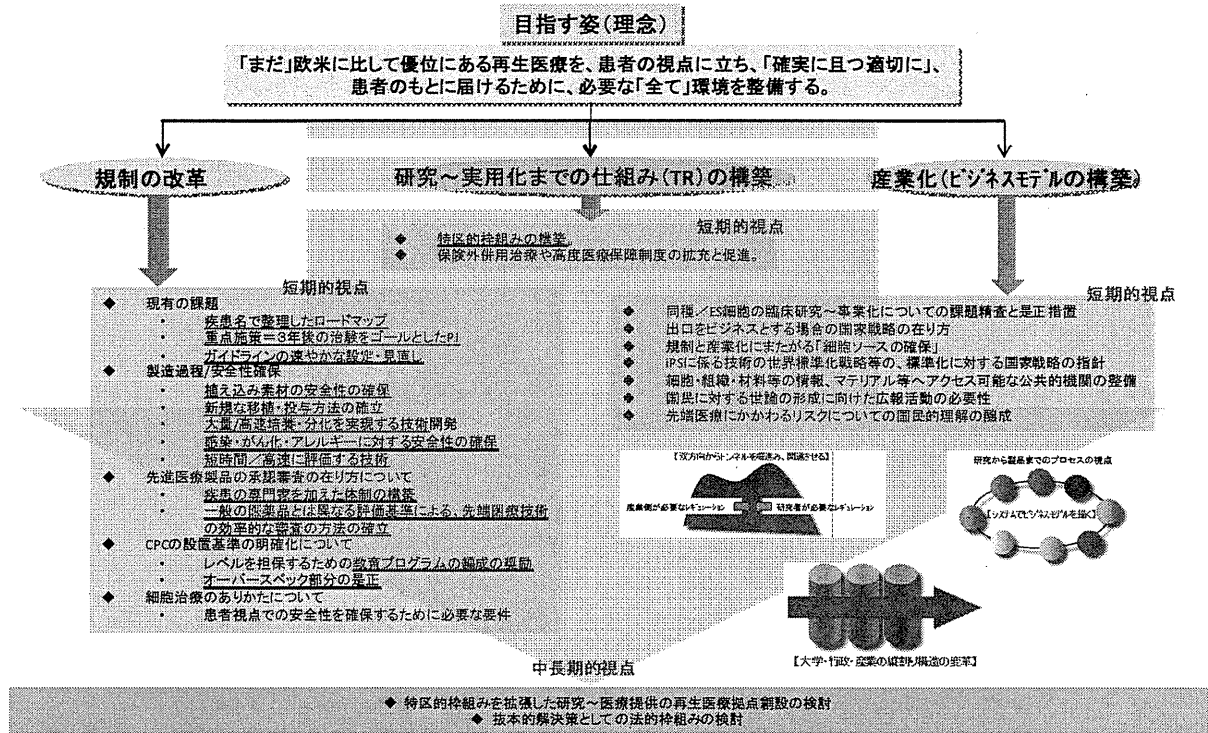 目指す姿(理念)
「まだ」欧米に比して優位にある再生医療を、患者の視点に立ち、「確実に且つ適切に」、
患者のもとに届けるために、必要な「全て」環境を整備する。
規制の改革
研究～実用化までの仕組み(TR)の構築
産業化(ビジネスモデルの構築)
短期的視点
◆ 特区的枠組みの構築。
◆ 保険外併用治療や高度医療保障制度の拡充と促進。
短期的視点
◆ 現有の課題
・ 疾患名で整理したロードマップ
・ 重点施策=3年後の治験をゴールとしたPJ
・ ガイドラインの速やかな設定・見直し
◆ 製造過程/安全性確保
・ 植え込み素材の安全性の確保
・ 新規な移植・投与方法の確立
・ 大量/高速培養・分化を実現する技術開発
・ 感染・がん化・アレルギーに対する安全性の確保
・ 短時間/高速に評価する技術
◆ 先進医療製品の承認審査の在り方について
・ 疾患の専門家を加えた体制の構築
・ 一般の医薬品とは異なる評価基準による、先端医療技術
の効率的な審査の方法の確立
◆ CPCの設置基準の明確化について
・ レベルを担保するための教育プログラムの編成の奨励
・ オーバースペック部分の是正
◆ 細胞治療のありかたについて
・ 患者視点での安全性を確保するために必要な要件
短期的視点
◆ 同種/ES細胞の臨床研究～事業化についての課題精査と是正措置
◆ 出口をビジネスとする場合の国家戦略の在り方
◆ 規制と産業化にまたがる「細胞ソースの確保」
◆ iPSに係る技術の世界標準化戦略等の、標準化に対する国家戦略の指針
◆ 細胞・組織・材料等の情報、マテリアル等へアクセス可能な公共的機関の整備
◆ 国民に対する世論の形成に向けた広報活動の必要性
◆ 先端医療にかかわるリスクについての国民的理解の醸成
【双方向からトンネルを掘進み、開通させる】
産業側が必要なレギュレーション
研究者が必要なレギュレーション
研究から製品までのプロセスの視点
【システムでビジネスモデルを描く】
【大学・行政・産業の縦割り構造の変革】
中長期的視点
◆ 特区的枠組みを拡張した研究～医療提供の再生医療拠点創設の検討
◆ 抜本的解決策としての法的枠組みの検討